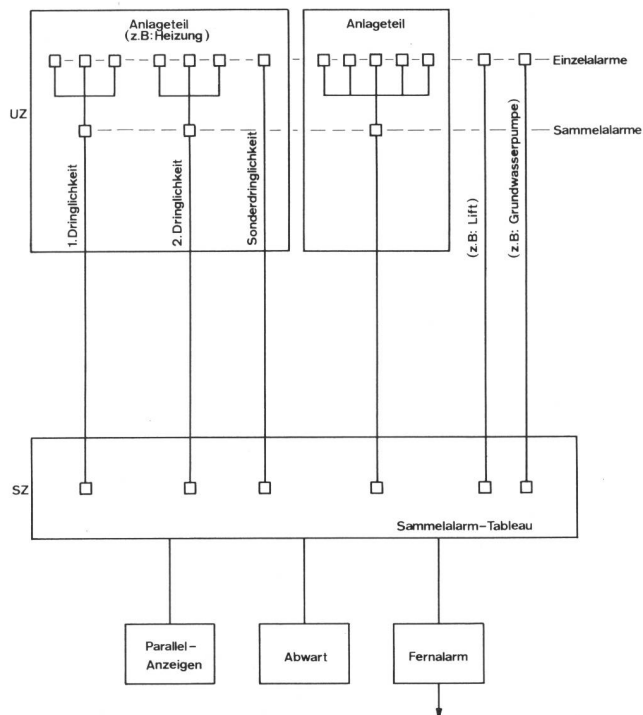 Anlageteil
(z.B: Heizung)
Anlageteil
Einzelalarme
UZ
Sammelalarme
1.Dringlichkeit
2. Dringlichkeit
Sonderdringlichkeit
(z.B: Lift)
(z.B: Grundwasserpumpe)
SZ
Sammelalarm-Tableau
Parallel-
Anzeigen
Abwart
Fernalarm